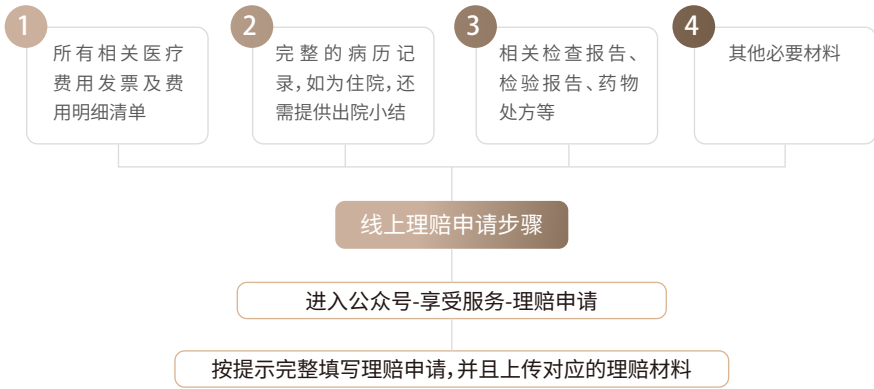 1
所有相关医疗
费用发票及费
用明细清单
2
完整的病历记
录,如为住院,还
需提供出院小结
3
相关检查报告、
检验报告、药物
处方等
4
其他必要材料
线上理赔申请步骤
进入公众号-享受服务-理赔申请
按提示完整填写理赔申请,并且上传对应的理赔材料